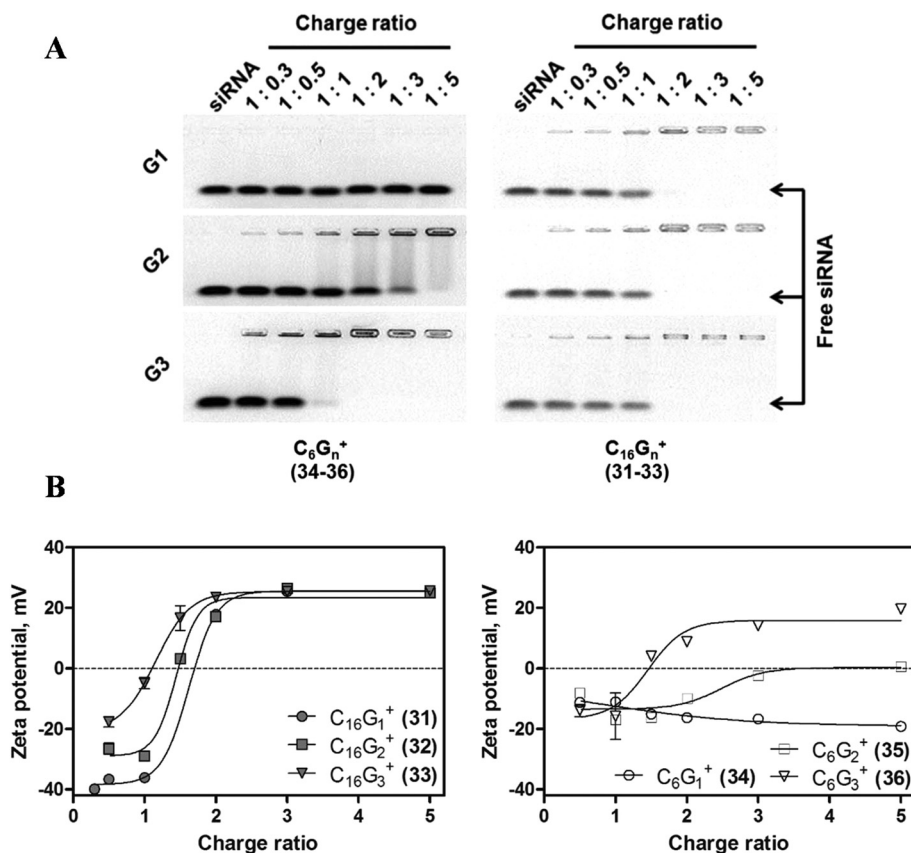 A
Charge ratio
siRNA 1 : 0.3 1 : 0.5 1 : 1 1 : 2 1 : 3 1 : 5
Charge ratio
siRNA 1 : 0.3 1 : 0.5 1 : 1 1 : 2 1 : 3 1 : 5
G1
G2
G3
Free siRNA
C₆Gₙ⁺
(34-36)
C₁₆Gₙ⁺
(31-33)
B
Zeta potential, mV
40
20
0
-20
-40
C₁₆G₁⁺ (31)
C₁₆G₂⁺ (32)
C₁₆G₃⁺ (33)
0 1 2 3 4 5
Charge ratio
Zeta potential, mV
40
20
0
-20
-40
C₆G₁⁺ (34)
C₆G₂⁺ (35)
C₆G₃⁺ (36)
0 1 2 3 4 5
Charge ratio